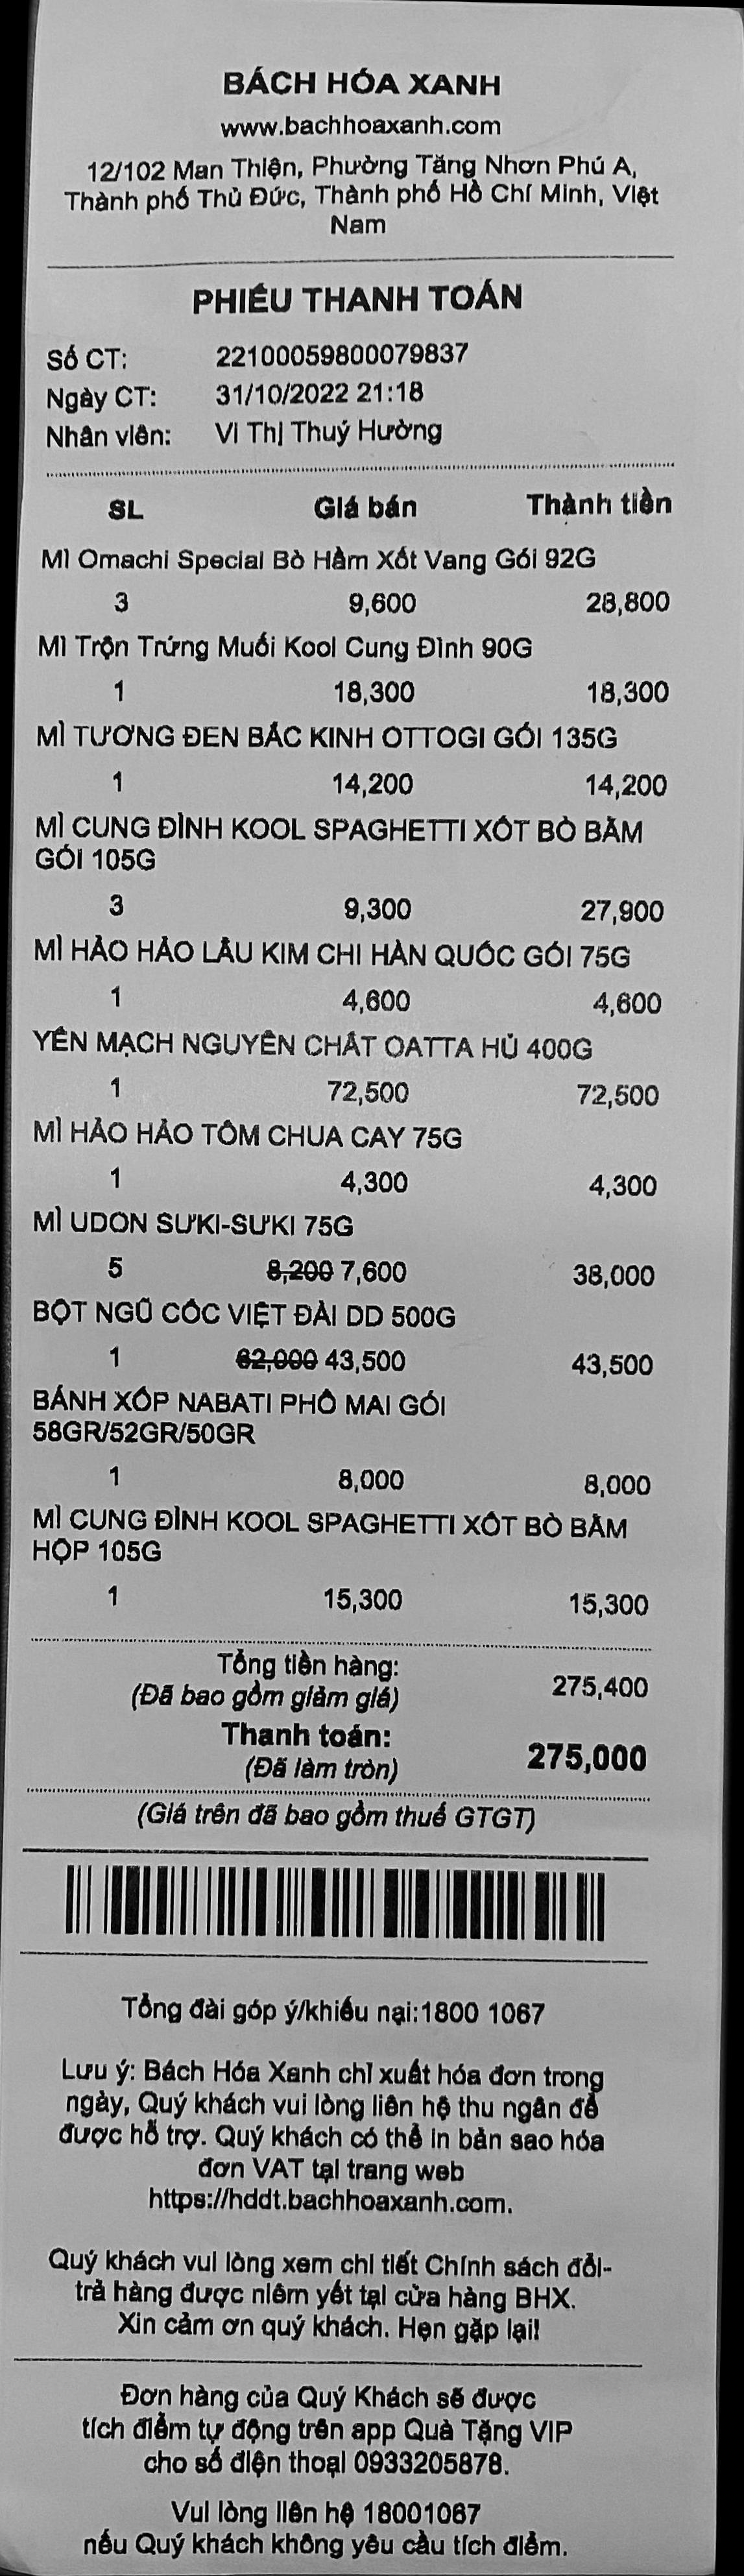 BÁCH HÓA XANH
www.bachhoaxanh.com
12/102 Man Thiện, Phường Tăng Nhơn Phú A,
Thành phố Thủ Đức, Thành phố Hồ Chí Minh, Việt
Nam
PHIẾU THANH TOÁN
Số CT: 22100059800079837
Ngày CT: 31/10/2022 21:18
Nhân viên: Vi Thị Thuý Hường
SL Giá bán Thành tiền
Mì Omachi Special Bò Hầm Xốt Vang Gói 92G
3 9,600 28,800
Mì Trộn Trứng Muối Kool Cung Đình 90G
1 18,300 18,300
MÌ TƯƠNG ĐEN BẮC KINH OTTOGI GÓI 135G
1 14,200 14,200
MÌ CUNG ĐÌNH KOOL SPAGHETTI XỐT BÒ BẰM
GÓI 105G
3 9,300 27,900
MÌ HẢO HẢO LẨU KIM CHI HÀN QUỐC GÓI 75G
1 4,600 4,600
YẾN MẠCH NGUYÊN CHẤT OATTA HỦ 400G
1 72,500 72,500
MÌ HẢO HẢO TÔM CHUA CAY 75G
1 4,300 4,300
MÌ UDON SƯKI-SƯKI 75G
5 8,200 7,600 38,000
BỘT NGŨ CỐC VIỆT ĐÀI DD 500G
1 62,000 43,500 43,500
BÁNH XỐP NABATI PHÔ MAI GÓI
58GR/52GR/50GR
1 8,000 8,000
MÌ CUNG ĐÌNH KOOL SPAGHETTI XỐT BÒ BẰM
HỘP 105G
1 15,300 15,300
Tổng tiền hàng:
(Đã bao gồm giảm giá) 275,400
Thanh toán:
(Đã làm tròn) 275,000
(Giá trên đã bao gồm thuế GTGT)
Tổng đài góp ý/khiếu nại:1800 1067
Lưu ý: Bách Hóa Xanh chỉ xuất hóa đơn trong
ngày, Quý khách vui lòng liên hệ thu ngân để
được hỗ trợ. Quý khách có thể in bản sao hóa
đơn VAT tại trang web
https://hddt.bachhoaxanh.com.
Quý khách vui lòng xem chi tiết Chính sách đổi-
trả hàng được niêm yết tại cửa hàng BHX.
Xin cảm ơn quý khách. Hẹn gặp lại!
Đơn hàng của Quý Khách sẽ được
tích điểm tự động trên app Quà Tặng VIP
cho số điện thoại 0933205878.
Vui lòng liên hệ 18001067
nếu Quý khách không yêu cầu tích điểm.